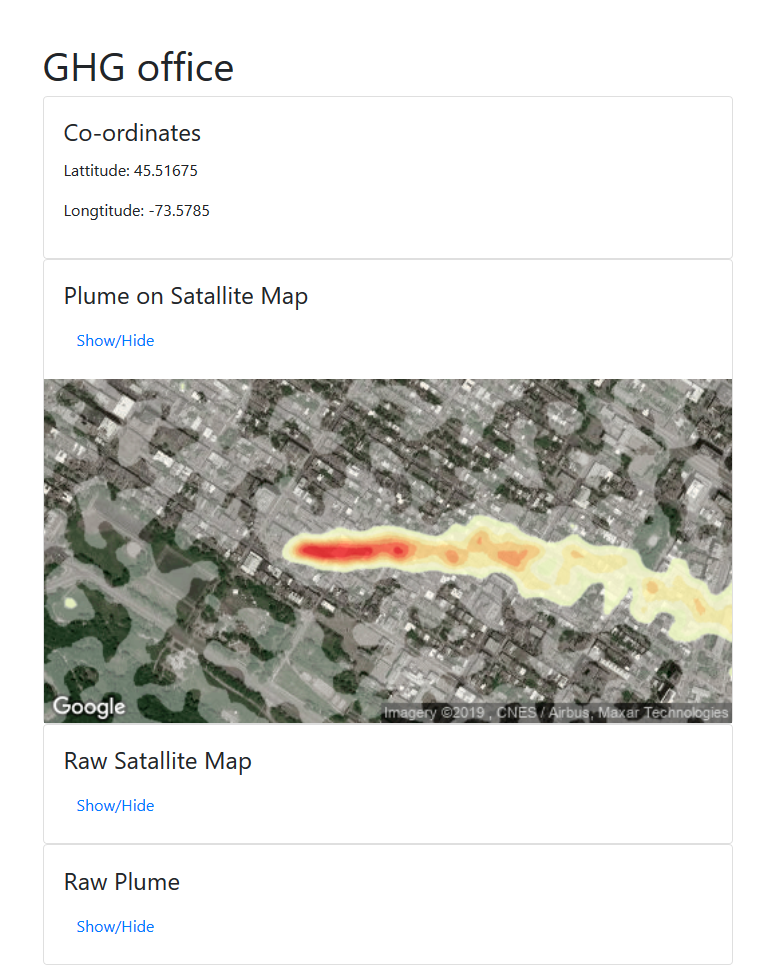 GHG office
Co-ordinates
Lattitude: 45.51675
Longtitude: -73.5785
Plume on Satallite Map
Show/Hide
Google
Imagery ©2019 , CNES / Airbus, Maxar Technologies
Raw Satallite Map
Show/Hide
Raw Plume
Show/Hide